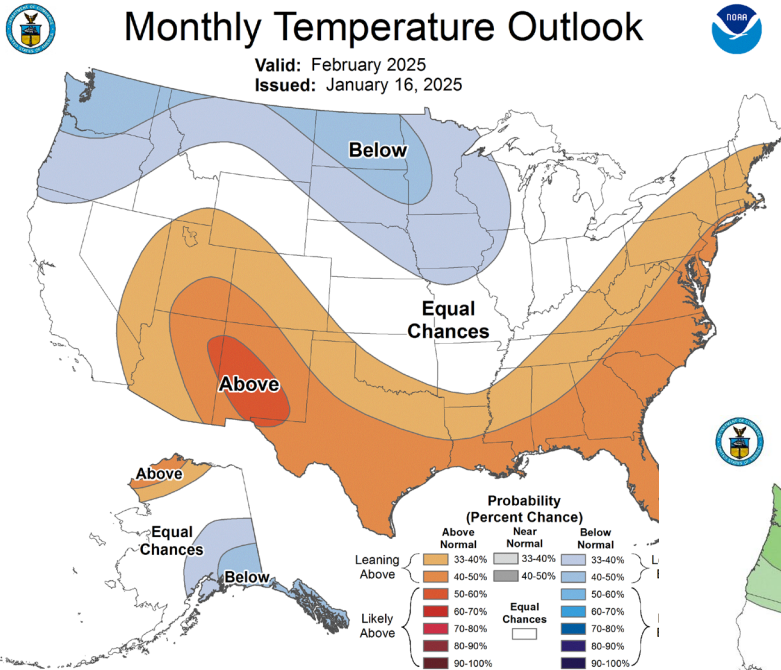 Monthly Temperature Outlook
NOAA
Valid: February 2025
Issued: January 16, 2025
Below
Equal
Chances
Above
Above
Equal
Chances
Below
Probability
(Percent Chance)
Above
Normal
Near
Normal
Below
Normal
Leaning
Above
33-40%
40-50%
33-40%
40-50%
33-40%
40-50%
Likely
Above
50-60%
60-70%
70-80%
80-90%
90-100%
Equal
Chances
50-60%
60-70%
70-80%
80-90%
90-100%